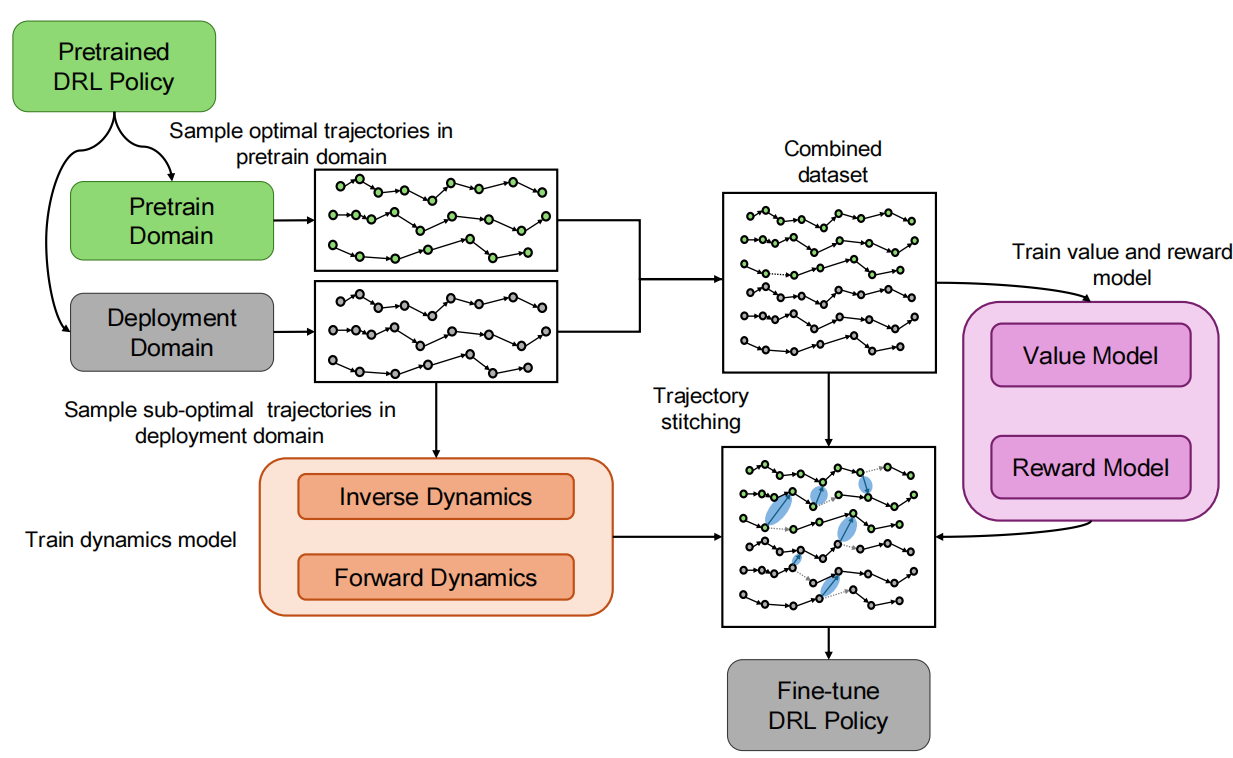 Pretrained
DRL Policy
Sample optimal trajectories in
pretrain domain
Pretrain
Domain
Deployment
Domain
Sample sub-optimal trajectories in
deployment domain
Combined
dataset
Train value and reward
model
Value Model
Reward Model
Trajectory
stitching
Train dynamics model
Inverse Dynamics
Forward Dynamics
Fine-tune
DRL Policy